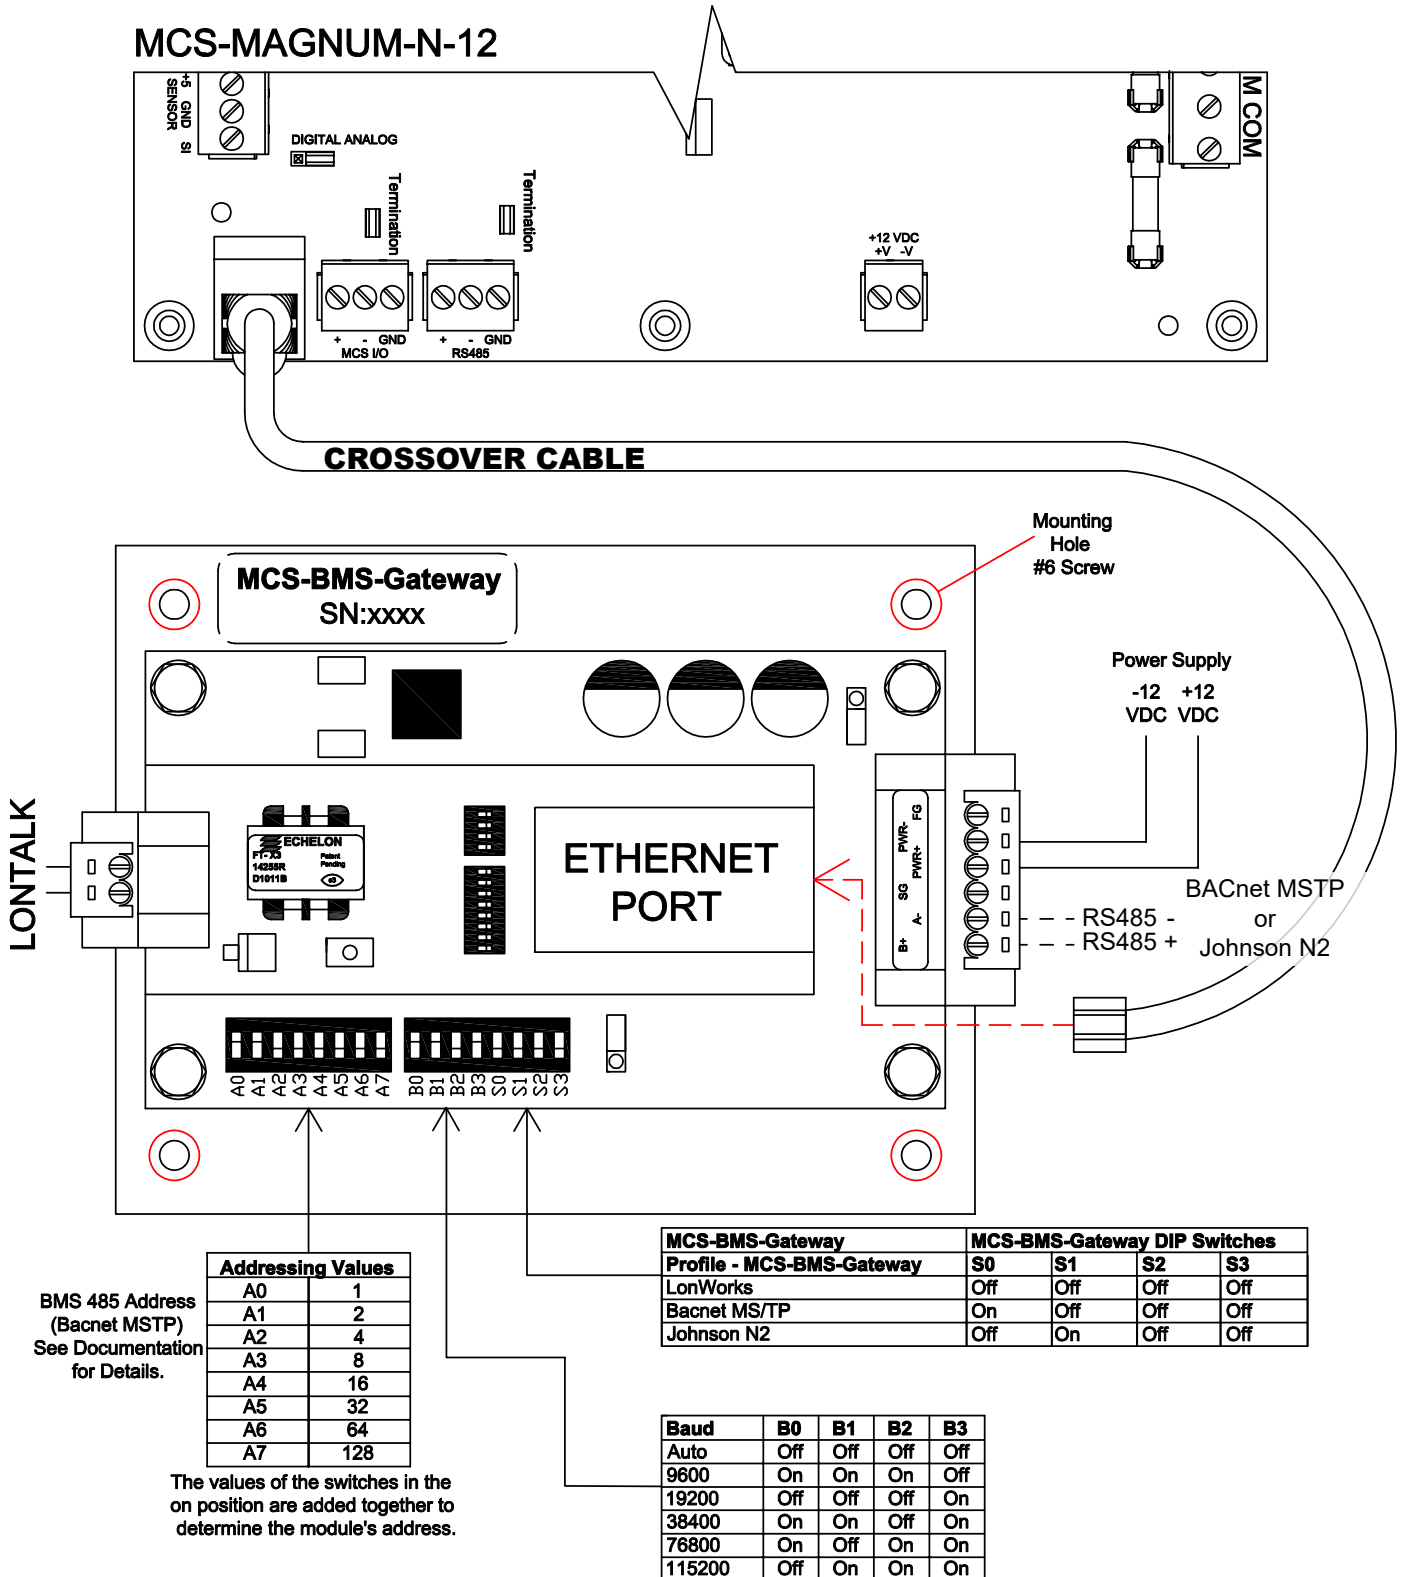 MCS-MAGNUM-N-12
+5 GND SI
SENSOR
DIGITAL ANALOG
Termination
Termination
+ - GND
MCS I/O
+ - GND
RS485
+12 VDC
+V -V
M COM
CROSSOVER CABLE
Mounting
Hole
#6 Screw
MCS-BMS-Gateway
SN:xxxx
Power Supply
-12 +12
VDC VDC
LONTALK
ECHELON
FT-X3
14255R
D1011B
Patent
Pending
e3
ETHERNET
PORT
B+ A- SG PWR+ PWR- FG
RS485 -
RS485 +
BACnet MSTP
or
Johnson N2
A0 A1 A2 A3 A4 A5 A6 A7
B0 B1 B2 B3 S0 S1 S2 S3
MCS-BMS-Gateway MCS-BMS-Gateway DIP Switches
Profile - MCS-BMS-Gateway S0 S1 S2 S3
LonWorks Off Off Off Off
Bacnet MS/TP On Off Off Off
Johnson N2 Off On Off Off
BMS 485 Address
(Bacnet MSTP)
See Documentation
for Details.
Addressing Values
A0 1
A1 2
A2 4
A3 8
A4 16
A5 32
A6 64
A7 128
The values of the switches in the
on position are added together to
determine the module's address.
Baud B0 B1 B2 B3
Auto Off Off Off Off
9600 On On On Off
19200 Off Off Off On
38400 On On Off On
76800 On Off On On
115200 Off On On On